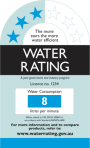 The more
stars the more
water efficient
WATER
RATING
A joint government and industry program
Licence no 1234
Water Consumption
8
litres per minute
For more information and to compare
products, refer to:
www.waterrating.gov.au